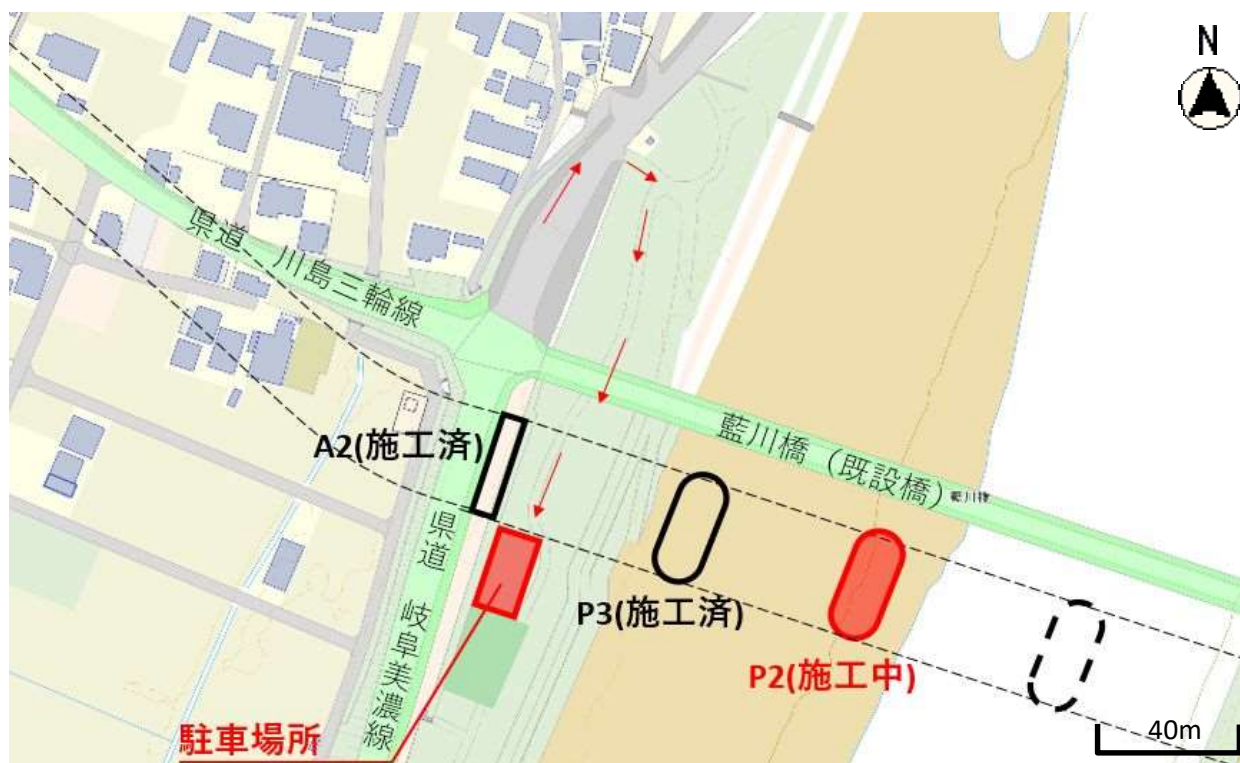 N
県道 川島三輪線
A2(施工済)
藍川橋（既設橋）
藍川橋
県道 岐阜美濃線
P3(施工済)
P2(施工中)
駐車場所
40m